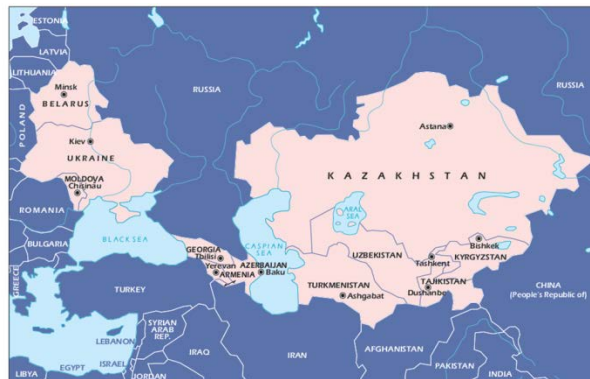 ESTONIA
LATVIA
LITHUANIA
RUSSIA
RUSSIA
Minsk
BELARUS
POLAND
Astana
Kiev
UKRAINE
KAZAKHSTAN
MOLDOVA
Chisinau
ROMANIA
ARAL
SEA
BULGARIA
BLACK SEA
CASPIAN
SEA
GEORGIA
Tbilisi
Bishkek
UZBEKISTAN
Tashkent
KYRGYZSTAN
Yerevan
AZERBAIJAN
ARMENIA
Baku
GREECE
TURKEY
TURKMENISTAN
Ashgabat
TAJIKISTAN
Dushanbe
CHINA
(People's Republic of)
SYRIAN
ARAB
REP.
LEBANON
IRAQ
IRAN
AFGHANISTAN
PAKISTAN
INDIA
LIBYA
EGYPT
ISRAEL
JORDAN